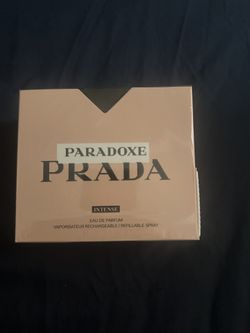 PARADOXE
PRADA
INTENSE
EAU DE PARFUM
VAPORISATEUR RECHARGEABLE / REFILLABLE SPRAY